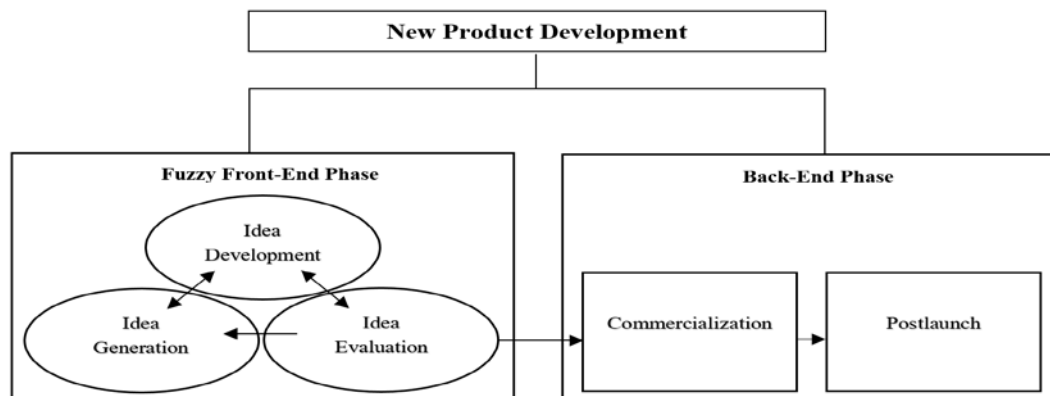 New Product Development
Fuzzy Front-End Phase
Idea
Development
Idea
Generation
Idea
Evaluation
Back-End Phase
Commercialization
Postlaunch